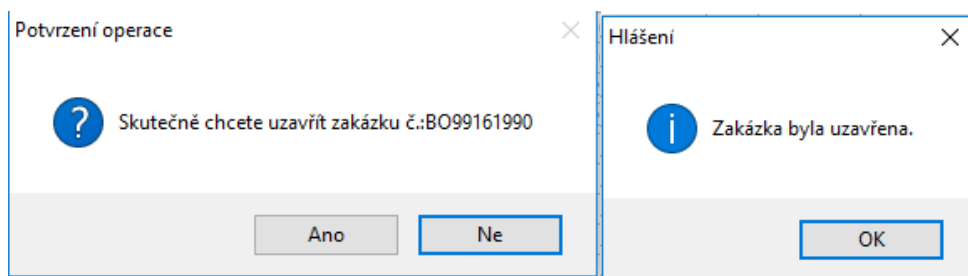 Potvrzení operace
Skutečně chcete uzavřít zakázku č.:BO99161990
Ano
Ne
Hlášení
Zakázka byla uzavřena.
OK